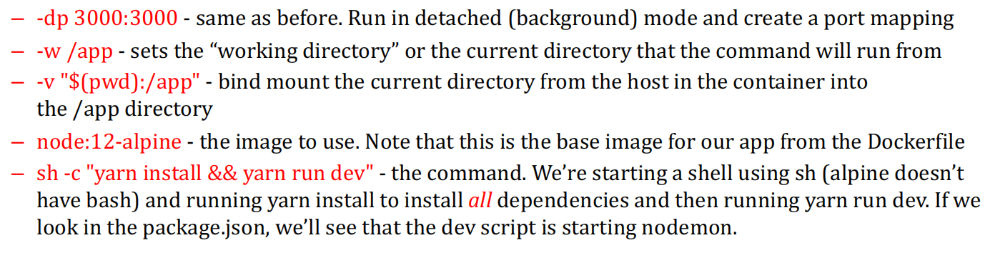 – -dp 3000:3000 - same as before. Run in detached (background) mode and create a port mapping
– -w /app - sets the “working directory” or the current directory that the command will run from
– -v "$(pwd):/app" - bind mount the current directory from the host in the container into
the /app directory
– node:12-alpine - the image to use. Note that this is the base image for our app from the Dockerfile
– sh -c "yarn install && yarn run dev" - the command. We’re starting a shell using sh (alpine doesn’t
have bash) and running yarn install to install all dependencies and then running yarn run dev. If we
look in the package.json, we’ll see that the dev script is starting nodemon.